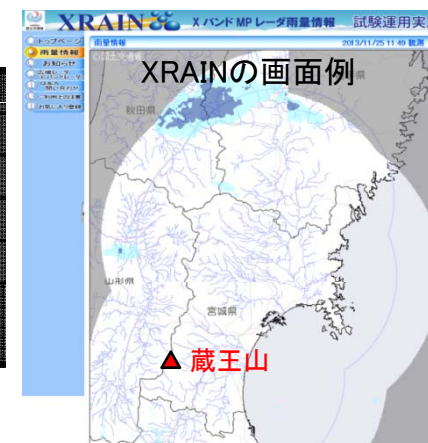 XRAIN XバンドMPレーダ雨量情報 試験運用実
トップページ
雨量情報
お知らせ
雨量情報 2013/11/25 11:49 観測
XRAINの画面例
秋田県
山形県
宮城県
蔵王山